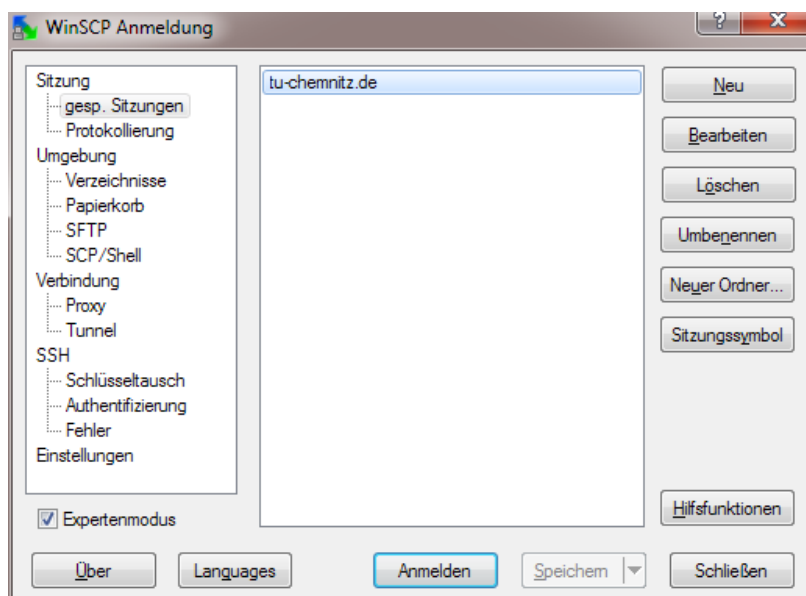 WinSCP Anmeldung
?
X
Sitzung
gesp. Sitzungen
Protokollierung
Umgebung
Verzeichnisse
Papierkorb
SFTP
SCP/Shell
Verbindung
Proxy
Tunnel
SSH
Schlüsseltausch
Authentifizierung
Fehler
Einstellungen
Expertenmodus
tu-chemnitz.de
Neu
Bearbeiten
Löschen
Umbenennen
Neuer Ordner...
Sitzungssymbol
Hilfsfunktionen
Über
Languages
Anmelden
Speichern
Schließen